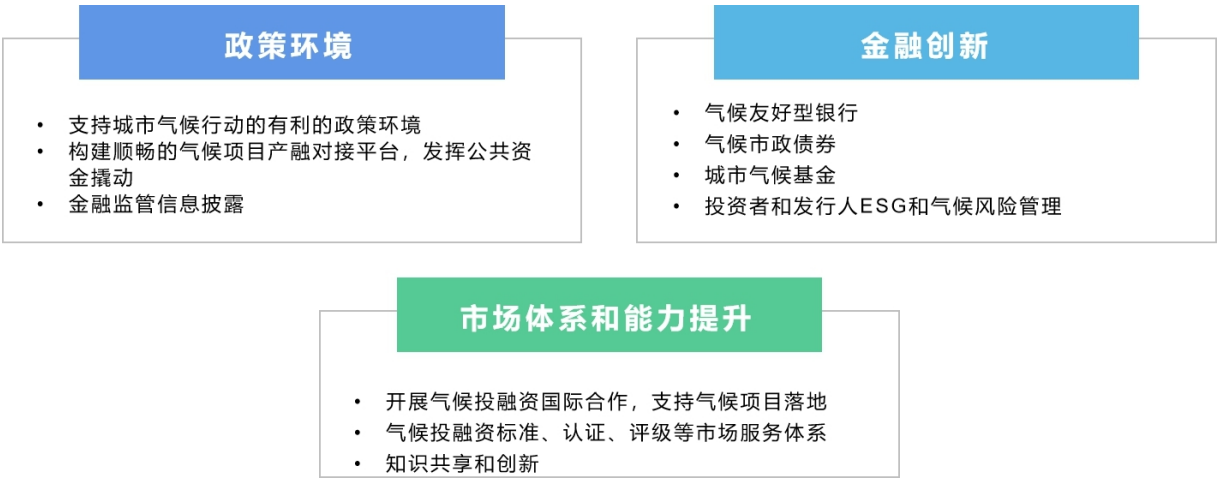 政策环境
• 支持城市气候行动的有利的政策环境
• 构建顺畅的气候项目产融对接平台，发挥公共资
金撬动
• 金融监管信息披露
金融创新
• 气候友好型银行
• 气候市政债券
• 城市气候基金
• 投资者和发行人ESG和气候风险管理
市场体系和能力提升
• 开展气候投融资国际合作，支持气候项目落地
• 气候投融资标准、认证、评级等市场服务体系
• 知识共享和创新